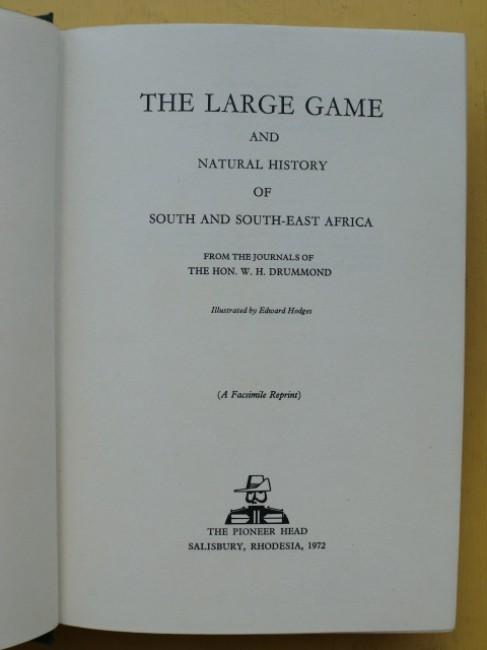 THE LARGE GAME
AND
NATURAL HISTORY
OF
SOUTH AND SOUTH-EAST AFRICA
FROM THE JOURNALS OF
THE HON. W. H. DRUMMOND
Illustrated by Edward Hodges
(A Facsimile Reprint)
THE PIONEER HEAD
SALISBURY, RHODESIA, 1972